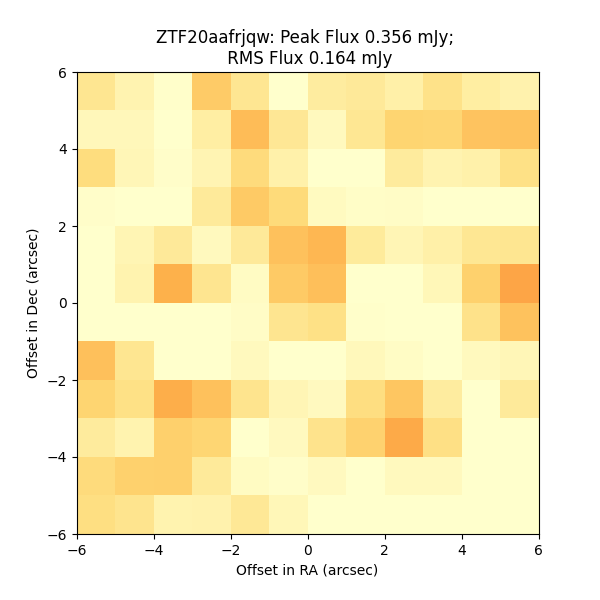 ZTF20aafrjqw: Peak Flux 0.356 mJy;
RMS Flux 0.164 mJy
6
4
2
0
−2
−4
−6
Offset in Dec (arcsec)
−6 −4 −2 0 2 4 6
Offset in RA (arcsec)